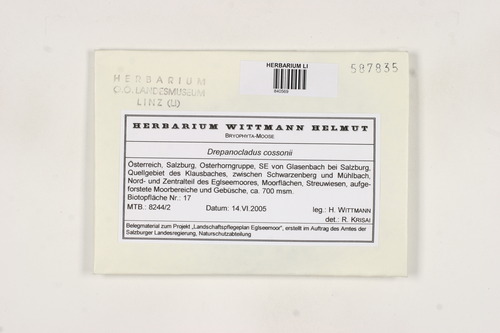 HERBARIUM
O.Ö. LANDESMUSEUM
LINZ (LI)
HERBARIUM LI
840569
587835
HERBARIUM WITTMANN HELMUT
BRYOPHYTA-MOOSE
Drepanocladus cossonii
Österreich, Salzburg, Osterhorngruppe, SE von Glasenbach bei Salzburg,
Quellgebiet des Klausbaches, zwischen Schwarzenberg und Mühlbach,
Nord- und Zentralteil des Eglseemoores, Moorflächen, Streuwiesen, aufge-
forstete Moorbereiche und Gebüsche, ca. 700 msm.
Biotopfläche Nr.: 17
MTB.: 8244/2 Datum: 14.VI.2005 leg.: H. WITTMANN
det.: R. KRISAI
Belegmaterial zum Projekt „Landschaftspflegeplan Eglseemoor", erstellt im Auftrag des Amtes der
Salzburger Landesregierung, Naturschutzabteilung